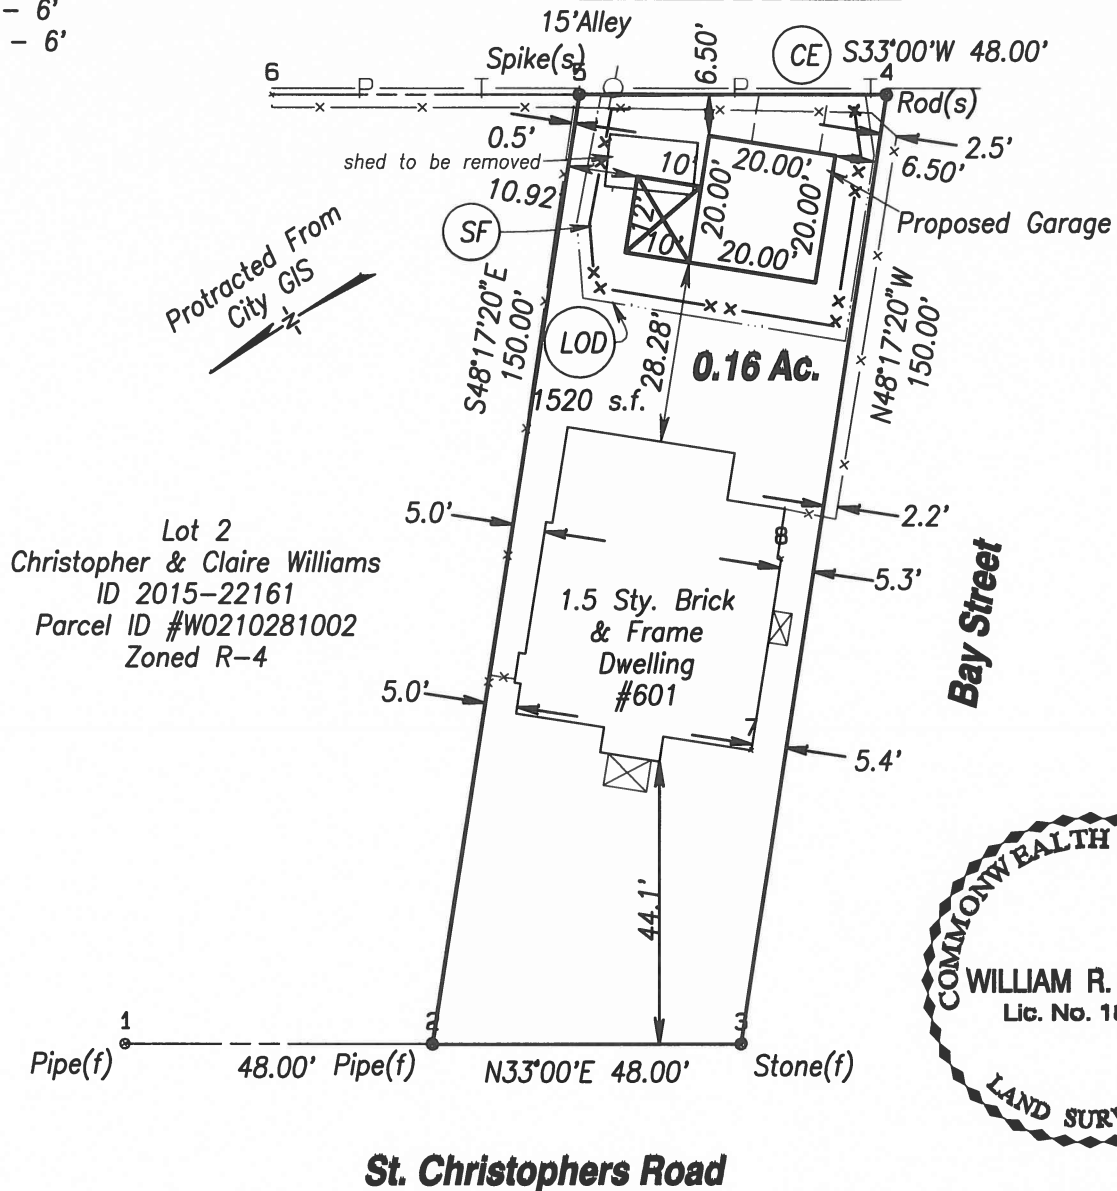 - 6'
- 6'
15'Alley
Spike(s)
6.50'
CE
S33°00'W 48.00'
6
P
T
5
P
T
4
Rod(s)
0.5'
2.5'
shed to be removed
10'
20.00'
6.50'
10.92'
12'
20.00'
20.00'
Proposed Garage
SF
10'
20.00'
Protracted From
City GIS
N
S48°17'20"E
150.00'
LOD
28.28'
0.16 Ac.
N48°17'20"W
150.00'
1520 s.f.
5.0'
2.2'
8
Lot 2
Christopher & Claire Williams
ID 2015-22161
Parcel ID #W0210281002
Zoned R-4
5.3'
1.5 Sty. Brick
& Frame
Dwelling
#601
Bay Street
5.0'
7
5.4'
44.1'
COMMONWEALTH
WILLIAM R.
Lic. No. 18
LAND SUR
1
2
3
Pipe(f)
48.00'
Pipe(f)
N33°00'E 48.00'
Stone(f)
St. Christophers Road